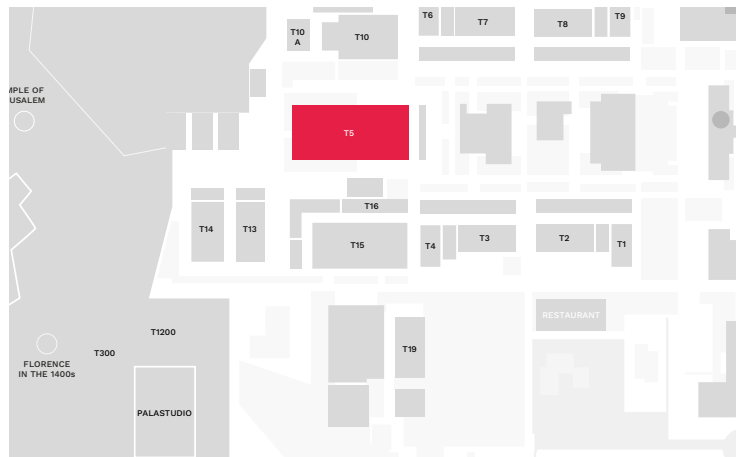 T6
T7
T8
T9
T10
A
T10
MPLE OF
USALEM
T5
T16
T14
T13
T15
T4
T3
T2
T1
RESTAURANT
T1200
T300
T19
FLORENCE
IN THE 1400s
PALASTUDIO